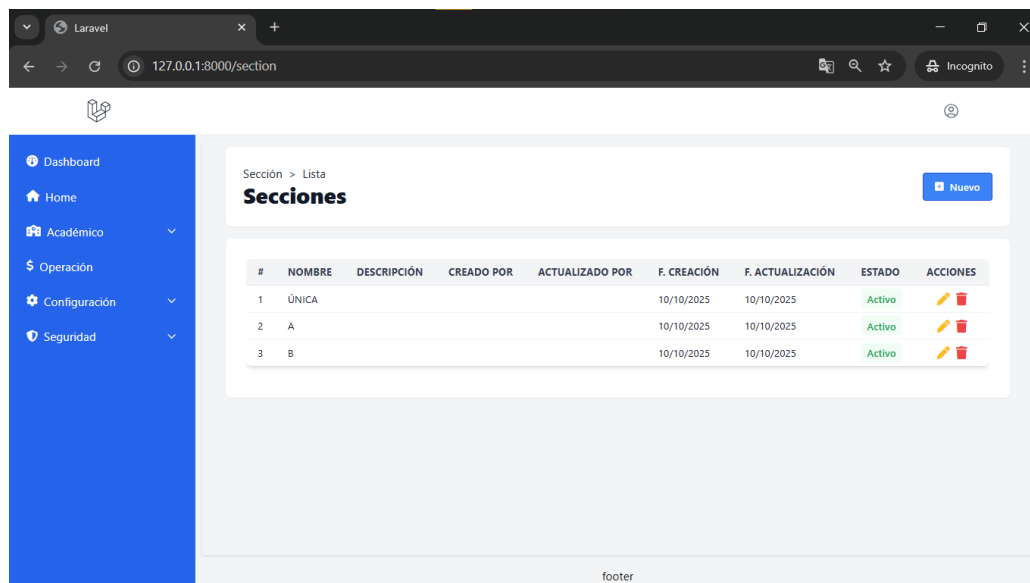 Laravel
127.0.0.1:8000/section
Incognito
Dashboard
Home
Académico
Operación
Configuración
Seguridad
Sección > Lista
Secciones
Nuevo
# NOMBRE DESCRIPCIÓN CREADO POR ACTUALIZADO POR F. CREACIÓN F. ACTUALIZACIÓN ESTADO ACCIONES
1 ÚNICA 10/10/2025 10/10/2025 Activo
2 A 10/10/2025 10/10/2025 Activo
3 B 10/10/2025 10/10/2025 Activo
footer